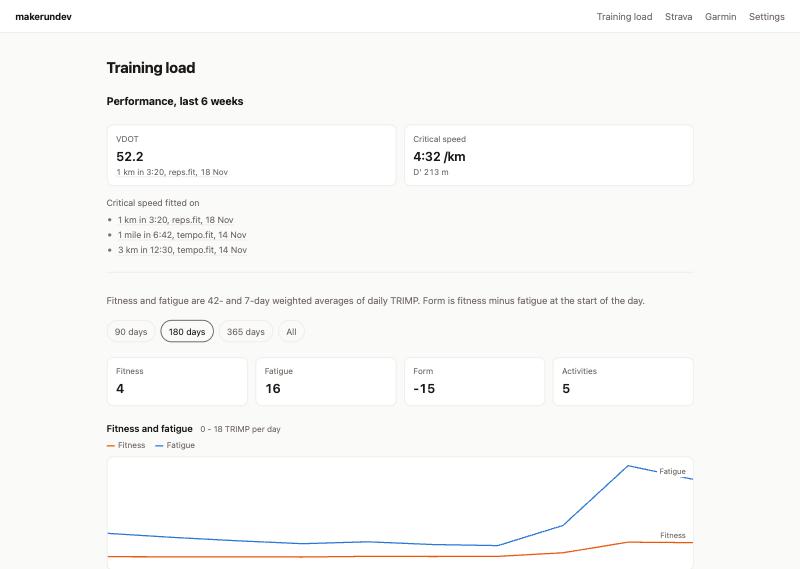 makerundev
Training load Strava Garmin Settings
Training load
Performance, last 6 weeks
VDOT
52.2
1 km in 3:20, reps.fit, 18 Nov
Critical speed
4:32 /km
D' 213 m
Critical speed fitted on
• 1 km in 3:20, reps.fit, 18 Nov
• 1 mile in 6:42, tempo.fit, 14 Nov
• 3 km in 12:30, tempo.fit, 14 Nov
Fitness and fatigue are 42- and 7-day weighted averages of daily TRIMP. Form is fitness minus fatigue at the start of the day.
90 days 180 days 365 days All
Fitness
4
Fatigue
16
Form
-15
Activities
5
Fitness and fatigue 0 - 18 TRIMP per day
Fitness Fatigue
Fatigue
Fitness